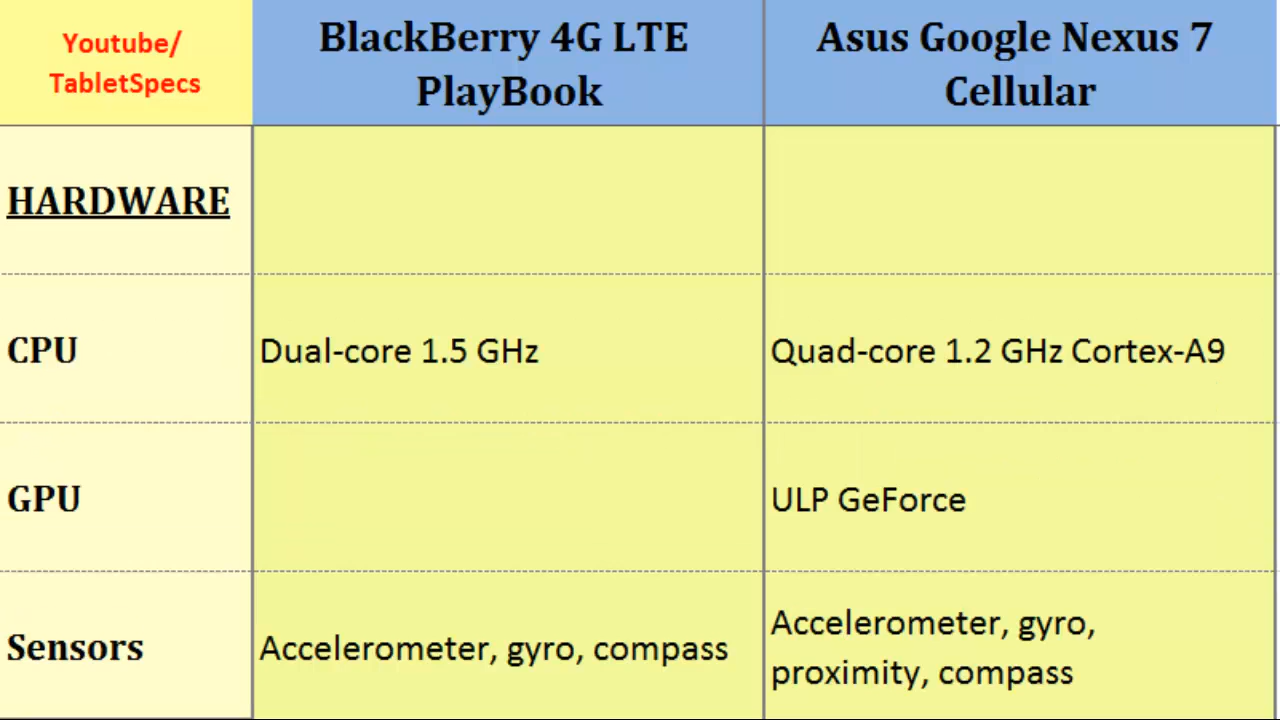 Youtube/
TabletSpecs
BlackBerry 4G LTE
PlayBook
Asus Google Nexus 7
Cellular
HARDWARE
CPU
Dual-core 1.5 GHz
Quad-core 1.2 GHz Cortex-A9
GPU
ULP GeForce
Sensors
Accelerometer, gyro, compass
Accelerometer, gyro,
proximity, compass